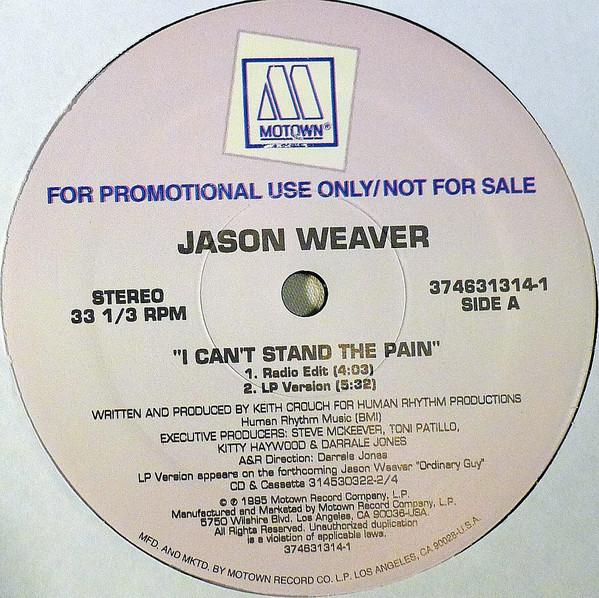 MOTOWN®
FOR PROMOTIONAL USE ONLY/NOT FOR SALE
JASON WEAVER
STEREO
33 1/3 RPM
374631314-1
SIDE A
"I CAN'T STAND THE PAIN"
1. Radio Edit (4:03)
2. LP Version (5:32)
WRITTEN AND PRODUCED BY KEITH CROUCH FOR HUMAN RHYTHM PRODUCTIONS
Human Rhythm Music (BMI)
EXECUTIVE PRODUCERS: STEVE MCKEEVER, TONI PATILLO,
KITTY HAYWOOD & DARRALE JONES
A&R Direction: Darrale Jones
LP Version appears on the forthcoming Jason Weaver "Ordinary Guy"
CD & Cassette 314530322-2/4
© ℗ 1995 Motown Record Company, L.P.
Manufactured and Marketed by Motown Record Company, L.P.
5750 Wilshire Blvd. Los Angeles, CA 90036-USA.
All Rights Reserved. Unauthorized duplication
is a violation of applicable laws.
374631314-1
MFD. AND MKTD. BY MOTOWN RECORD CO. L.P. LOS ANGELES, CA 90028-U.S.A.